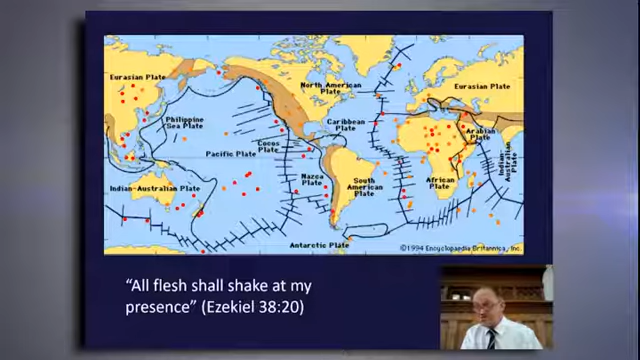 Eurasian Plate
North American
Plate
Eurasian Plate
Philippine
Sea Plate
Caribbean
Plate
Arabian
Plate
Cocos
Plate
Pacific Plate
Indian-
Australian
Plate
Indian-Australian Plate
Nazca
Plate
South
American
Plate
African
Plate
Antarctic Plate
©1994 Encyclopaedia Britannica, Inc.
“All flesh shall shake at my
presence” (Ezekiel 38:20)